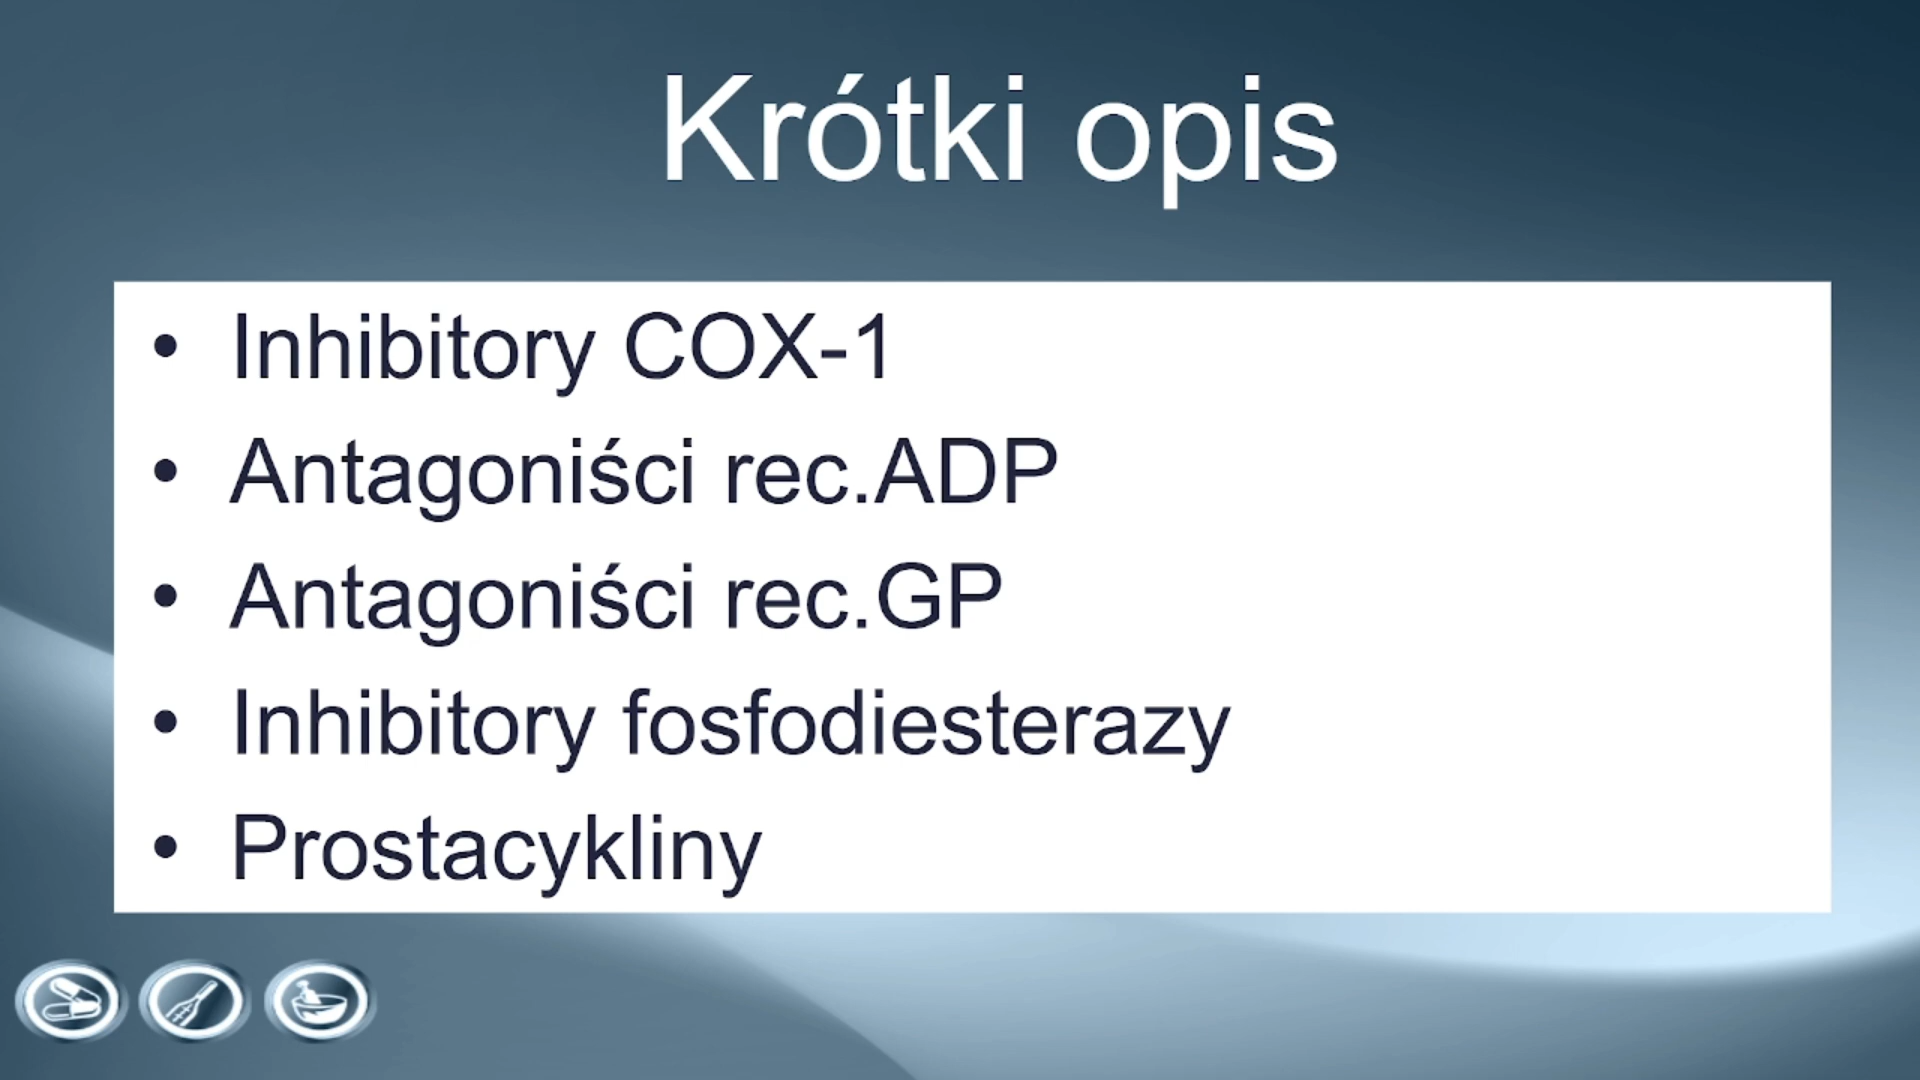 Krótki opis
• Inhibitory COX-1
• Antagoniści rec.ADP
• Antagoniści rec.GP
• Inhibitory fosfodiesterazy
• Prostacykliny